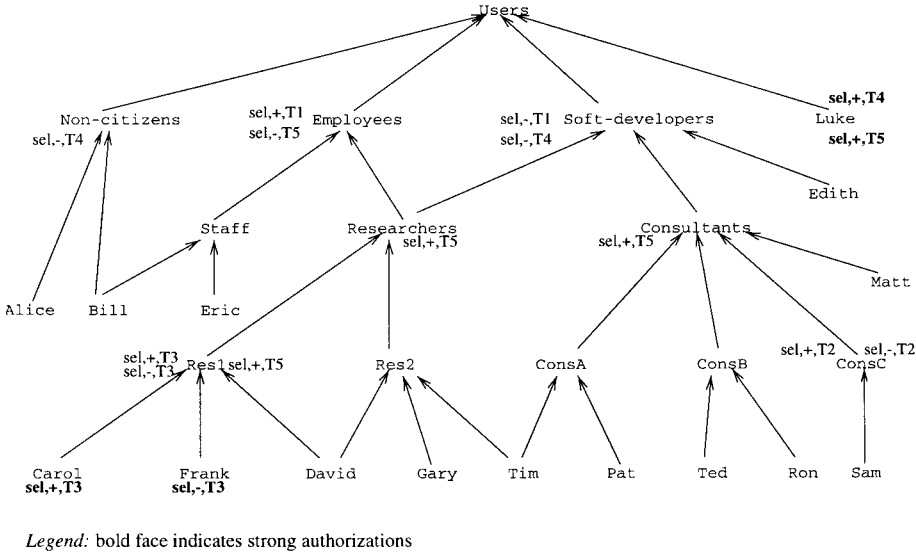 Users
sel,+,T4
sel,+,T1
Non-citizens
Employees
sel,-,T1
Soft-developers
Luke
sel,-,T4
sel,-,T5
sel,-,T4
sel,+,T5
Edith
Staff
Researchers
Consultants
sel,+,T5
sel,+,T5
Matt
Alice
Bill
Eric
sel,+,T3
sel,-,T3
Res1
sel,+,T5
Res2
ConsA
ConsB
sel,+,T2
sel,-,T2
ConsC
Carol
Frank
David
Gary
Tim
Pat
Ted
Ron
Sam
sel,+,T3
sel,-,T3
Legend: bold face indicates strong authorizations